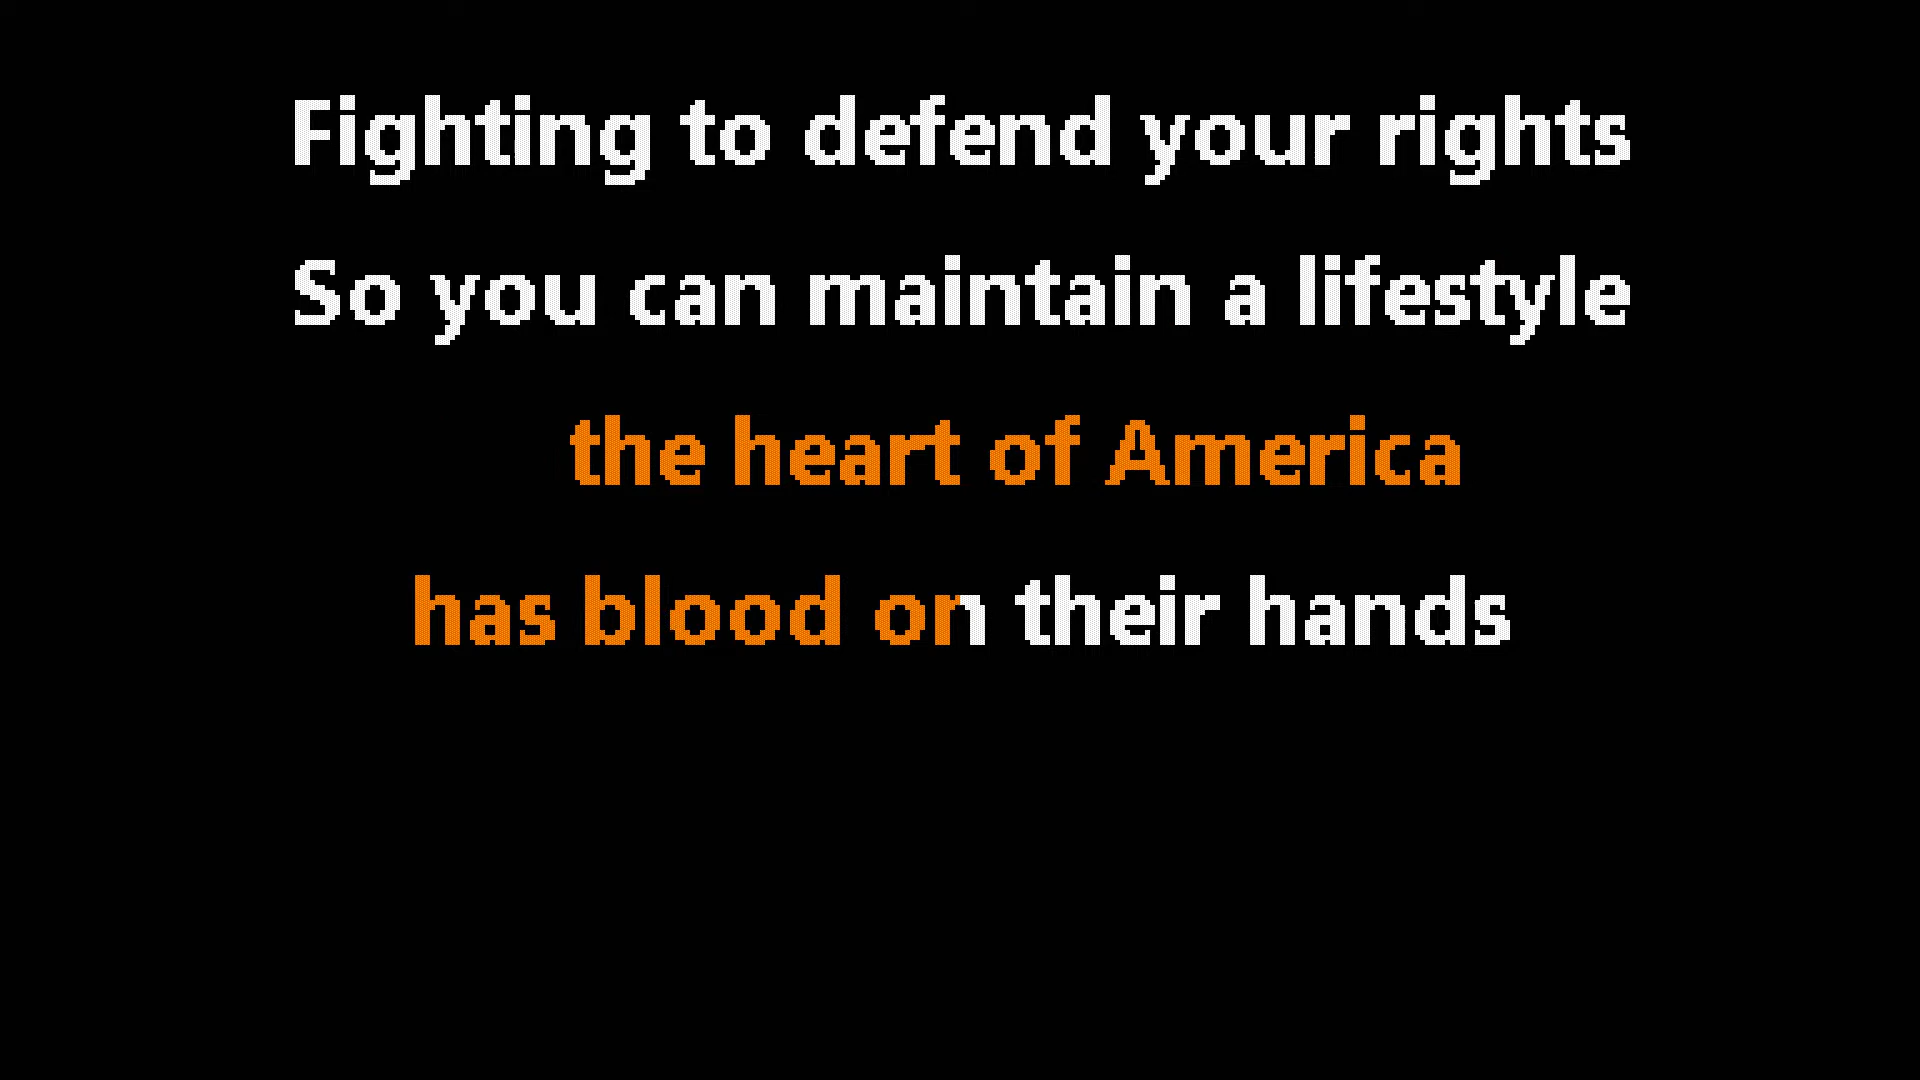 Fighting to defend your rights
So you can maintain a lifestyle
the heart of America
has blood on their hands